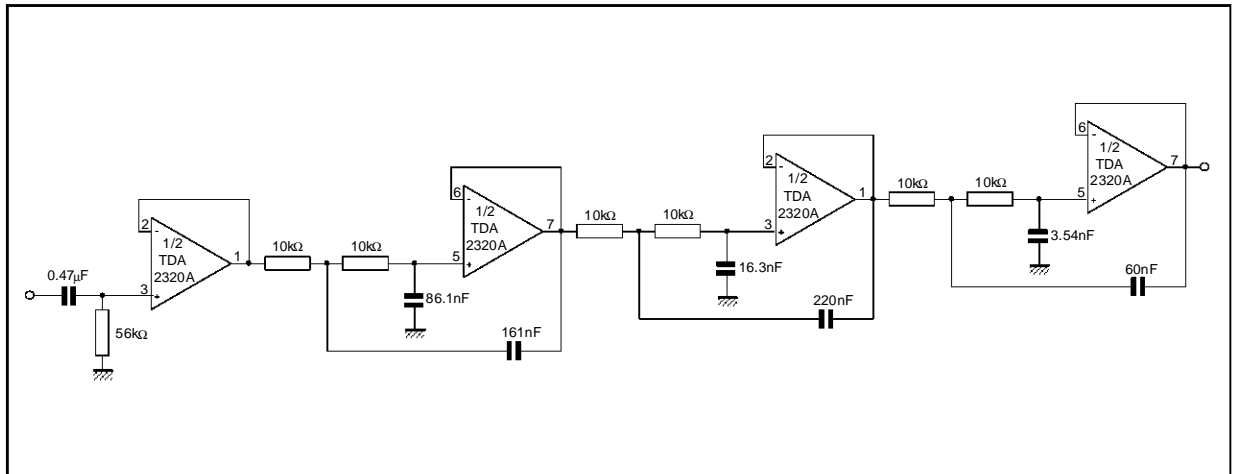 0.47µF
56kΩ
2
-
1/2
TDA
2320A
3
+
1
10kΩ
10kΩ
86.1nF
161nF
6
-
1/2
TDA
2320A
5
+
7
10kΩ
10kΩ
16.3nF
220nF
2
-
1/2
TDA
2320A
3
+
1
10kΩ
10kΩ
3.54nF
60nF
6
-
1/2
TDA
2320A
5
+
7